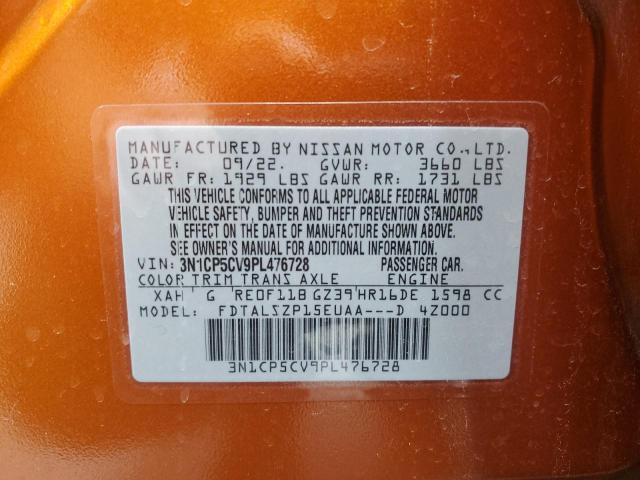 MANUFACTURED BY NISSAN MOTOR CO.,LTD.
DATE: 09/22. GVWR: 3660 LBS
GAWR FR: 1929 LBS GAWR RR: 1731 LBS
THIS VEHICLE CONFORMS TO ALL APPLICABLE FEDERAL MOTOR
VEHICLE SAFETY, BUMPER AND THEFT PREVENTION STANDARDS
IN EFFECT ON THE DATE OF MANUFACTURE SHOWN ABOVE.
SEE OWNER'S MANUAL FOR ADDITIONAL INFORMATION.
VIN: 3N1CP5CV9PL476728 PASSENGER CAR.
COLOR TRIM TRANS AXLE ENGINE
XAH G RE0F11B GZ39 HR16DE 1598 CC
MODEL: FDTALSZP15EUAA---D 4Z000
3N1CP5CV9PL476728